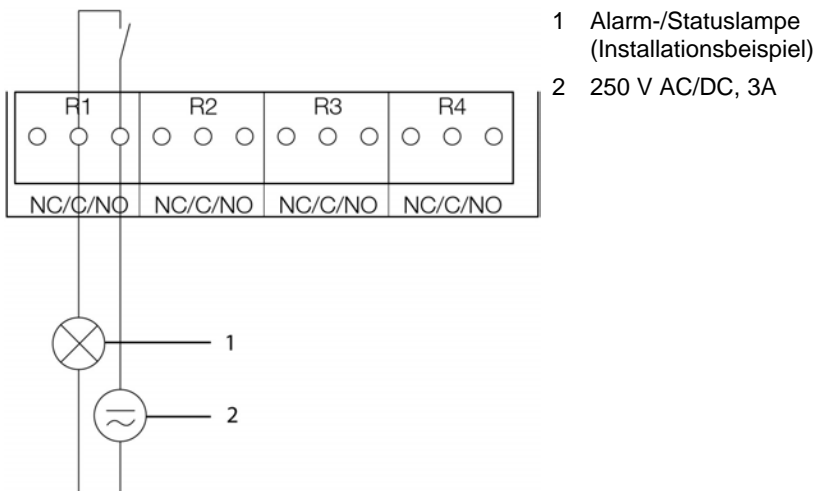 1 Alarm-/Statuslampe
(Installationsbeispiel)
2 250 V AC/DC, 3A
R1 R2 R3 R4
NC/C/NO NC/C/NO NC/C/NO NC/C/NO
1
2